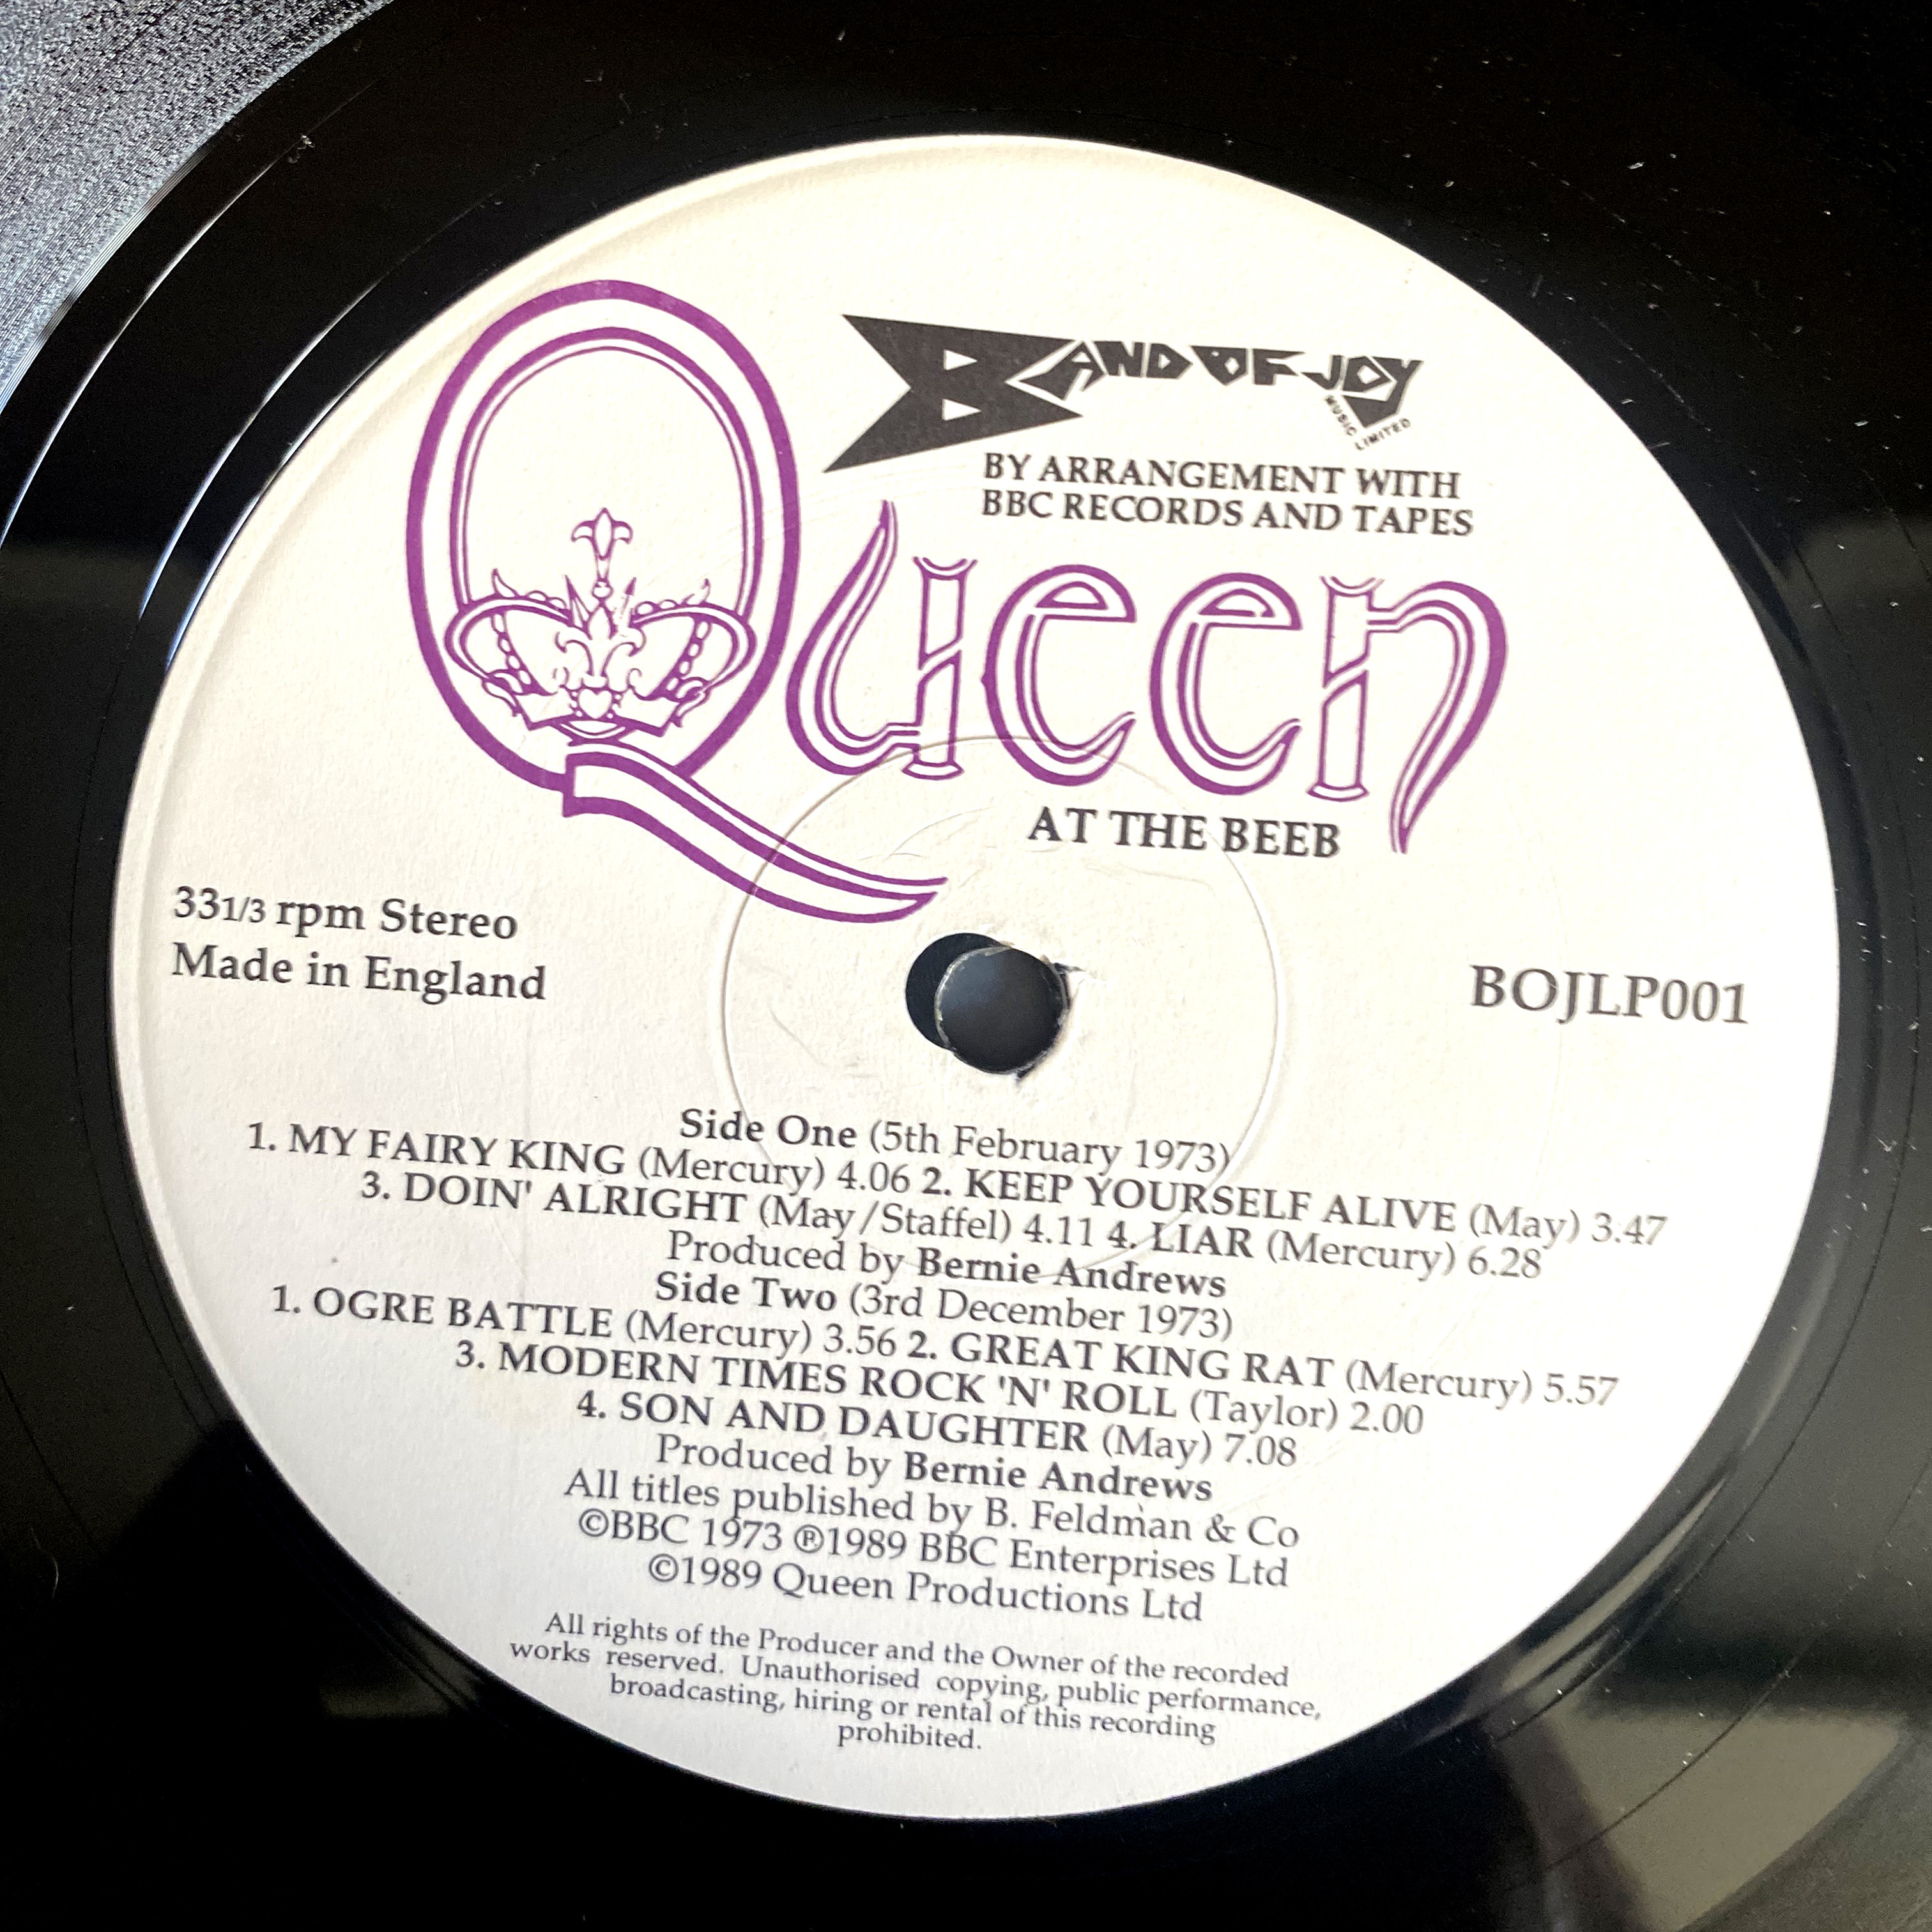 BAND OF JOY
MUSIC LIMITED
BY ARRANGEMENT WITH
BBC RECORDS AND TAPES
Queen
AT THE BEEB
33 1/3 rpm Stereo
Made in England
BOJLP001
Side One (5th February 1973)
1. MY FAIRY KING (Mercury) 4.06 2. KEEP YOURSELF ALIVE (May) 3.47
3. DOIN' ALRIGHT (May/Staffel) 4.11 4. LIAR (Mercury) 6.28
Produced by Bernie Andrews
Side Two (3rd December 1973)
1. OGRE BATTLE (Mercury) 3.56 2. GREAT KING RAT (Mercury) 5.57
3. MODERN TIMES ROCK 'N' ROLL (Taylor) 2.00
4. SON AND DAUGHTER (May) 7.08
Produced by Bernie Andrews
All titles published by B. Feldman & Co
©BBC 1973 ®1989 BBC Enterprises Ltd
©1989 Queen Productions Ltd
All rights of the Producer and the Owner of the recorded
works reserved. Unauthorised copying, public performance,
broadcasting, hiring or rental of this recording
prohibited.